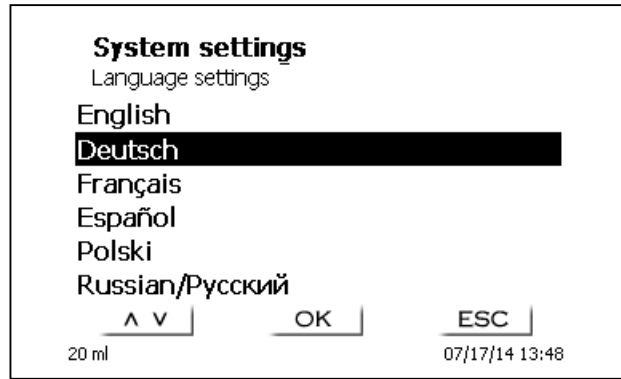 System settings
Language settings
English
Deutsch
Français
Español
Polski
Russian/Русский
∧ ∨ OK ESC
20 ml 07/17/14 13:48